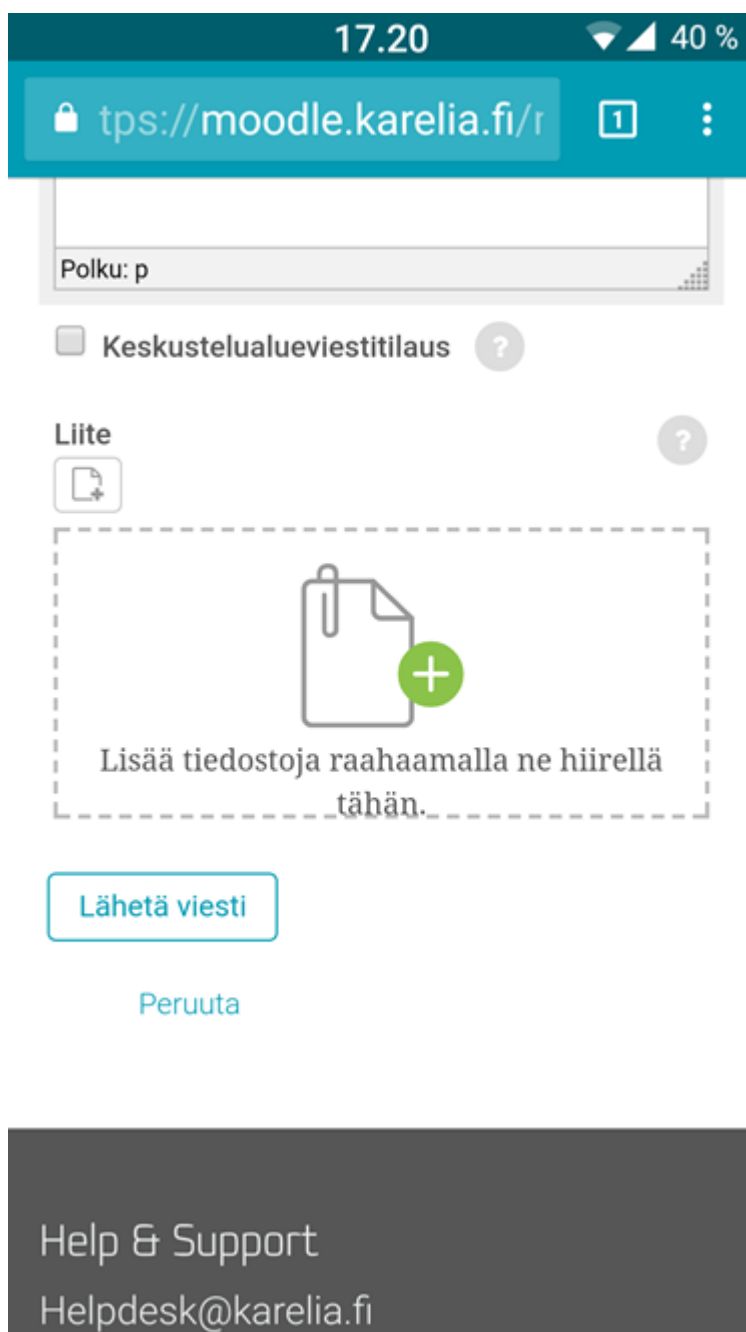 17.20 40 %
tps://moodle.karelia.fi/r 1
Polku: p
Keskustelualueviestitilaus ?
Liite ?
Lisää tiedostoja raahaamalla ne hiirellä
tähän.
Lähetä viesti
Peruuta
Help & Support
Helpdesk@karelia.fi